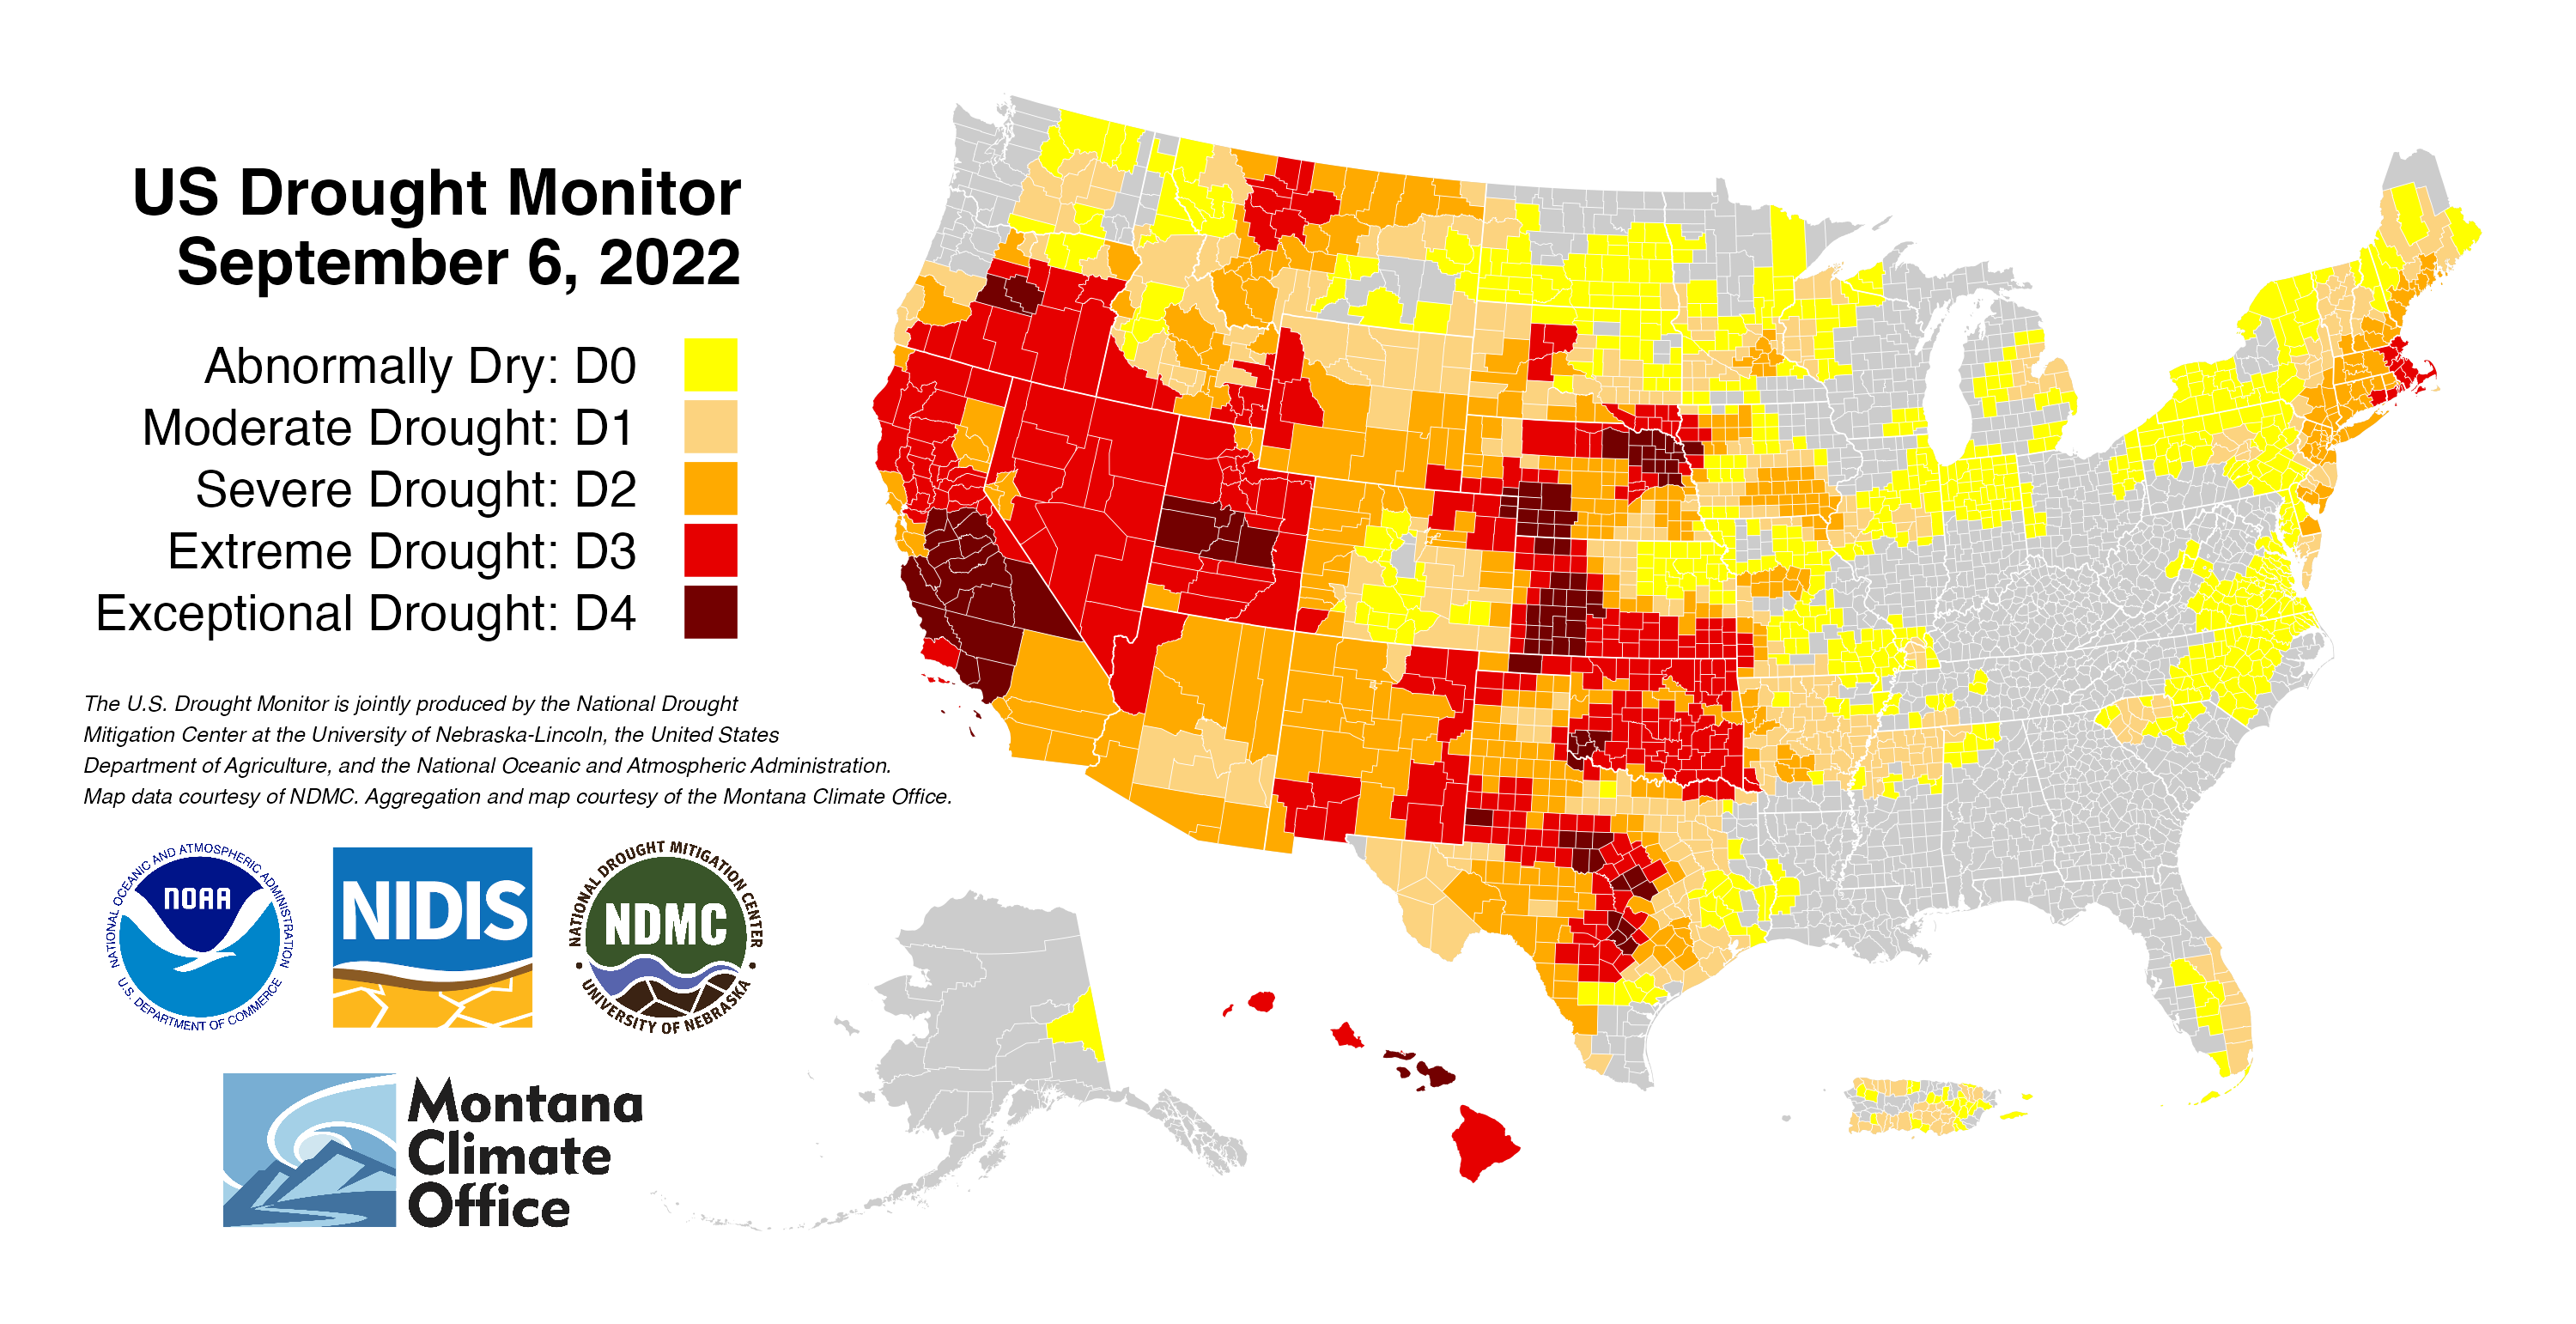 US Drought Monitor
September 6, 2022
Abnormally Dry: D0
Moderate Drought: D1
Severe Drought: D2
Extreme Drought: D3
Exceptional Drought: D4
The U.S. Drought Monitor is jointly produced by the National Drought
Mitigation Center at the University of Nebraska-Lincoln, the United States
Department of Agriculture, and the National Oceanic and Atmospheric Administration.
Map data courtesy of NDMC. Aggregation and map courtesy of the Montana Climate Office.
NATIONAL OCEANIC AND ATMOSPHERIC ADMINISTRATION
NOAA
U.S. DEPARTMENT OF COMMERCE
NIDIS
NATIONAL DROUGHT MITIGATION CENTER
NDMC
UNIVERSITY OF NEBRASKA
Montana
Climate
Office